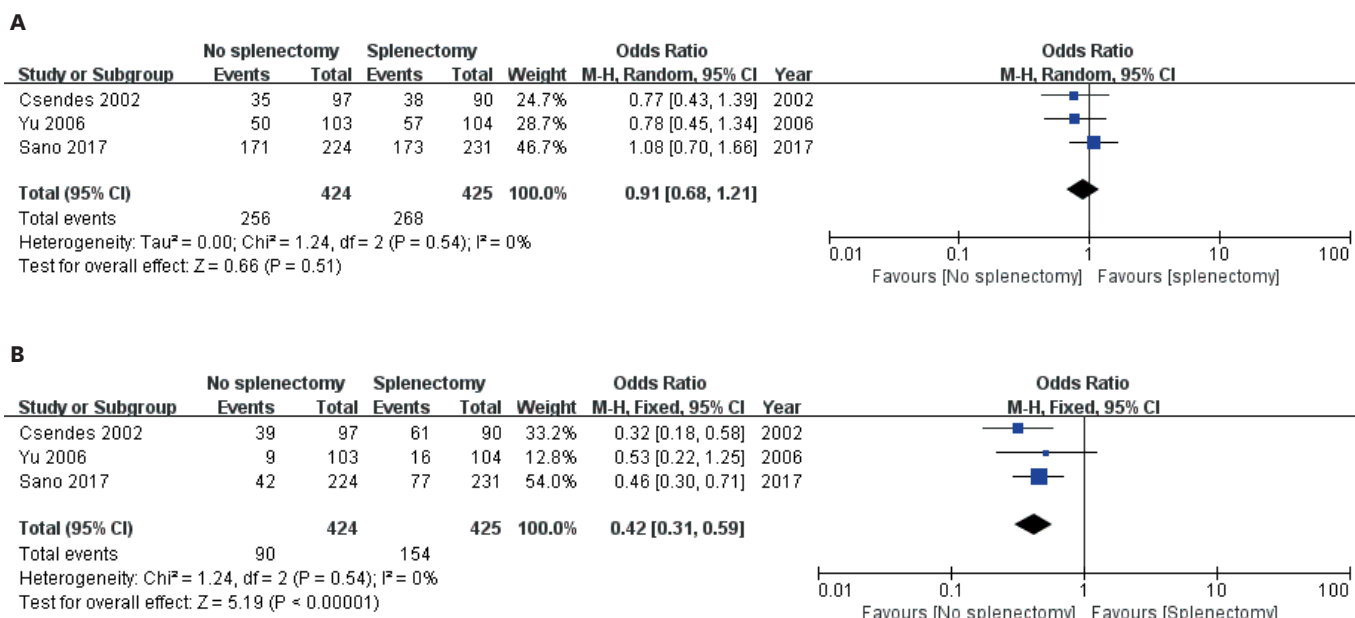 A
No splenectomy Splenectomy Odds Ratio Odds Ratio
Study or Subgroup Events Total Events Total Weight M-H, Random, 95% CI Year M-H, Random, 95% CI
Csendes 2002 35 97 38 90 24.7% 0.77 [0.43, 1.39] 2002
Yu 2006 50 103 57 104 28.7% 0.78 [0.45, 1.34] 2006
Sano 2017 171 224 173 231 46.7% 1.08 [0.70, 1.66] 2017
Total (95% CI) 424 425 100.0% 0.91 [0.68, 1.21]
Total events 256 268
Heterogeneity: Tau² = 0.00; Chi² = 1.24, df = 2 (P = 0.54); I² = 0%
Test for overall effect: Z = 0.66 (P = 0.51)
0.01 0.1 1 10 100
Favours [No splenectomy] Favours [splenectomy]
B
No splenectomy Splenectomy Odds Ratio Odds Ratio
Study or Subgroup Events Total Events Total Weight M-H, Fixed, 95% CI Year M-H, Fixed, 95% CI
Csendes 2002 39 97 61 90 33.2% 0.32 [0.18, 0.58] 2002
Yu 2006 9 103 16 104 12.8% 0.53 [0.22, 1.25] 2006
Sano 2017 42 224 77 231 54.0% 0.46 [0.30, 0.71] 2017
Total (95% CI) 424 425 100.0% 0.42 [0.31, 0.59]
Total events 90 154
Heterogeneity: Chi² = 1.24, df = 2 (P = 0.54); I² = 0%
Test for overall effect: Z = 5.19 (P < 0.00001)
0.01 0.1 1 10 100
Favours [No splenectomy] Favours [Splenectomy]